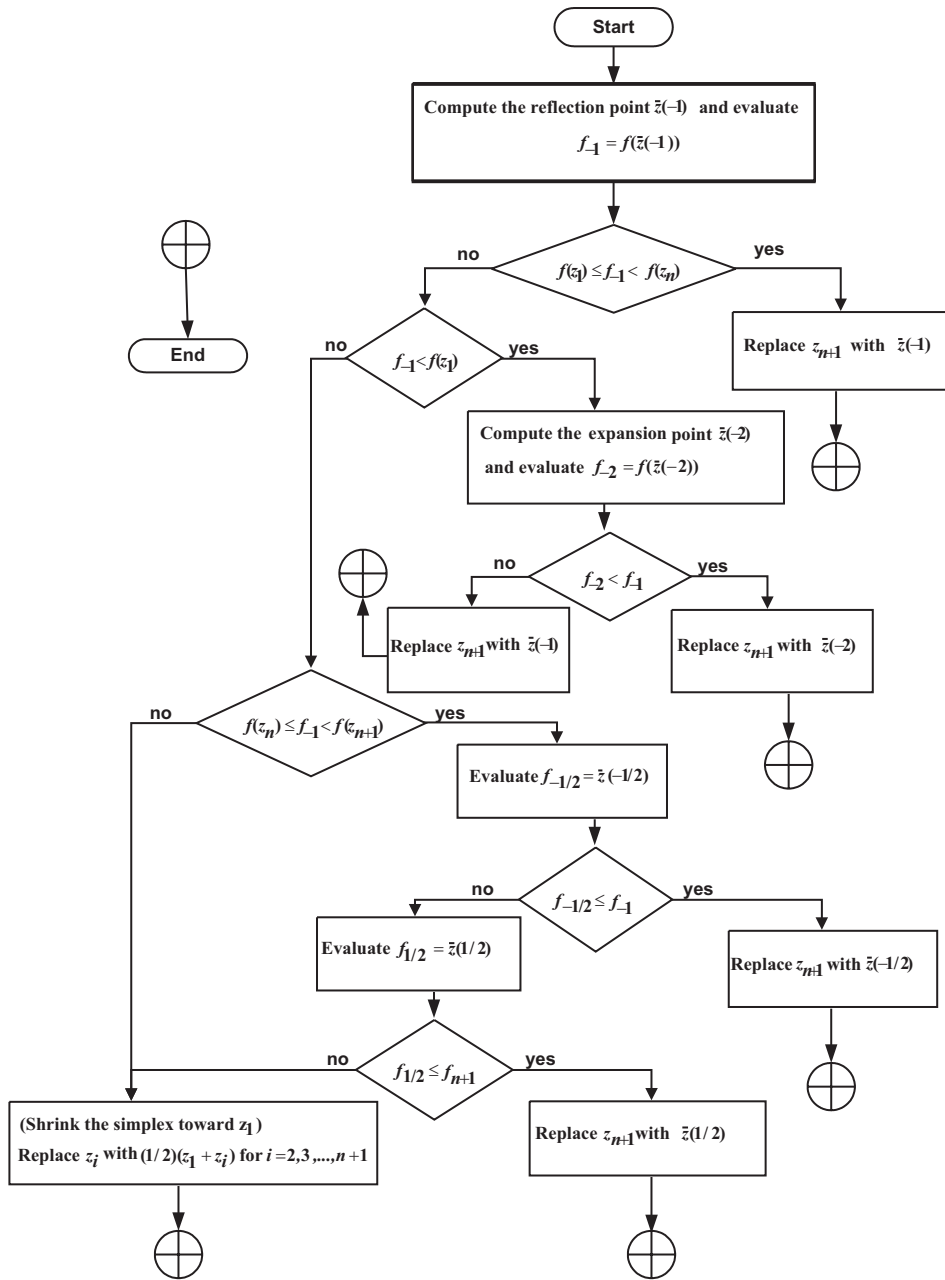 Start
Compute the reflection point z̄(−1) and evaluate
f₋₁ = f(z̄(−1))
no
yes
f(z₁) ≤ f₋₁ < f(zₙ)
End
no
f₋₁ < f(z₁)
yes
Replace zₙ₊₁ with z̄(−1)
Compute the expansion point z̄(−2)
and evaluate f₋₂ = f(z̄(−2))
no
f₋₂ < f₋₁
yes
Replace zₙ₊₁ with z̄(−1)
Replace zₙ₊₁ with z̄(−2)
no
f(zₙ) ≤ f₋₁ < f(zₙ₊₁)
yes
Evaluate f₋₁/₂ = z̄(−1/2)
no
f₋₁/₂ ≤ f₋₁
yes
Evaluate f₁/₂ = z̄(1/2)
Replace zₙ₊₁ with z̄(−1/2)
no
f₁/₂ ≤ fₙ₊₁
yes
(Shrink the simplex toward z₁)
Replace zᵢ with (1/2)(z₁ + zᵢ) for i = 2,3,...,n+1
Replace zₙ₊₁ with z̄(1/2)